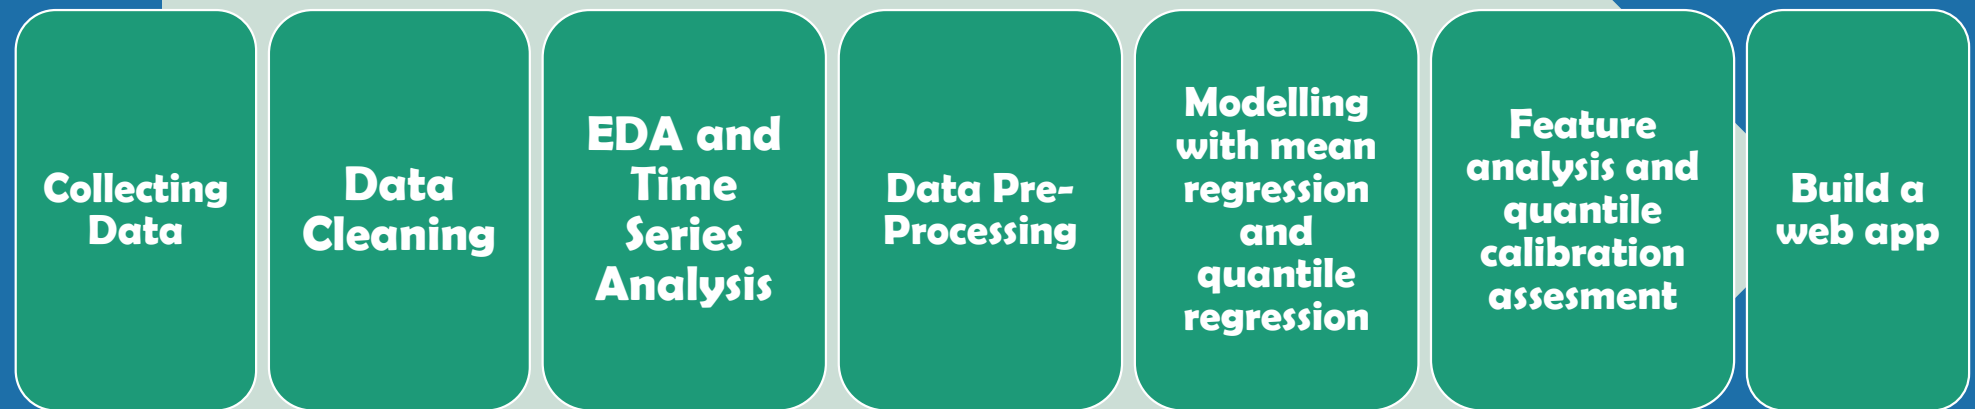 Collecting
Data
Data
Cleaning
EDA and
Time
Series
Analysis
Data Pre-
Processing
Modelling
with mean
regression
and
quantile
regression
Feature
analysis and
quantile
calibration
assesment
Build a
web app